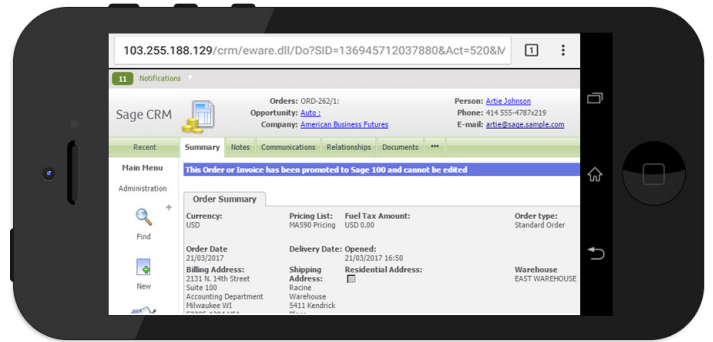 103.255.188.129/crm/eware.dll/Do?SID=136945712037880&Act=520&M
1
11 Notifications
Sage CRM
Orders: ORD-262/1:
Opportunity: Auto :
Company: American Business Futures
Person: Artie Johnson
Phone: 414 555-4787x219
E-mail: artie@sage.sample.com
Recent
Summary Notes Communications Relationships Documents •••
Main Menu
Administration
Find
New
This Order or Invoice has been promoted to Sage 100 and cannot be edited
Order Summary
Currency: Pricing List: Fuel Tax Amount: Order type:
USD MAS90 Pricing USD 0.00 Standard Order
Order Date Delivery Date: Opened:
21/03/2017 21/03/2017 16:50
Billing Address: Shipping Address: Residential Address: Warehouse
2131 N. 14th Street EAST WAREHOUSE
Suite 100 Racine
Accounting Department Warehouse
Milwaukee WI 5411 Kendrick